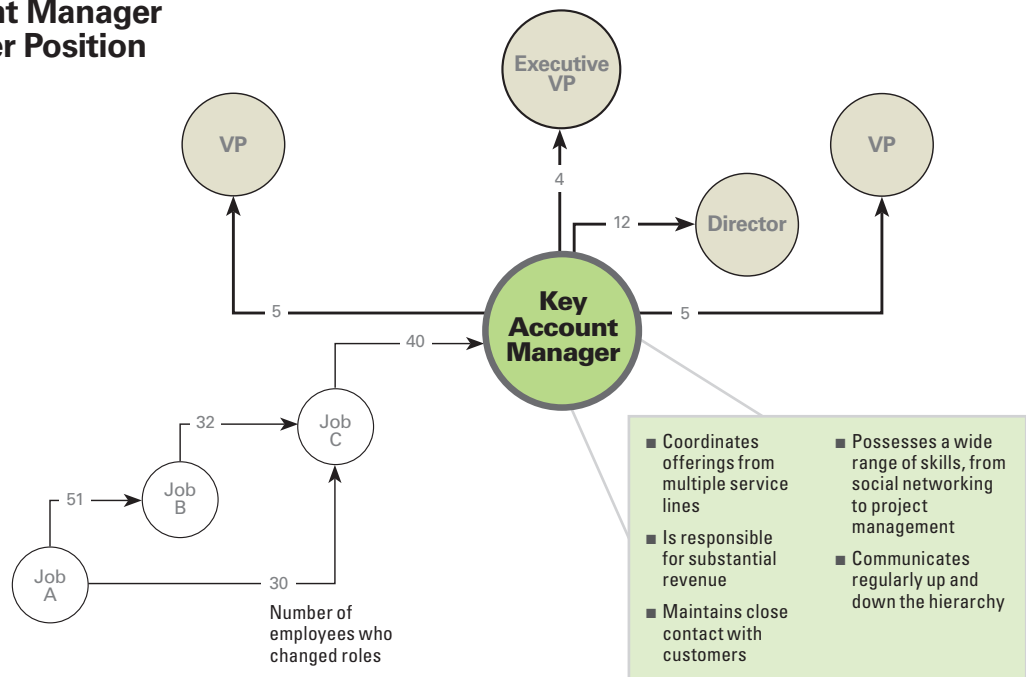 nt Manager
er Position
Executive
VP
VP
VP
4
12
Director
5
5
Key
Account
Manager
40
32
Job
C
51
Job
B
Job
A
30
Number of
employees who
changed roles
■ Coordinates
offerings from
multiple service
lines
■ Is responsible
for substantial
revenue
■ Maintains close
contact with
customers
■ Possesses a wide
range of skills, from
social networking
to project
management
■ Communicates
regularly up and
down the hierarchy